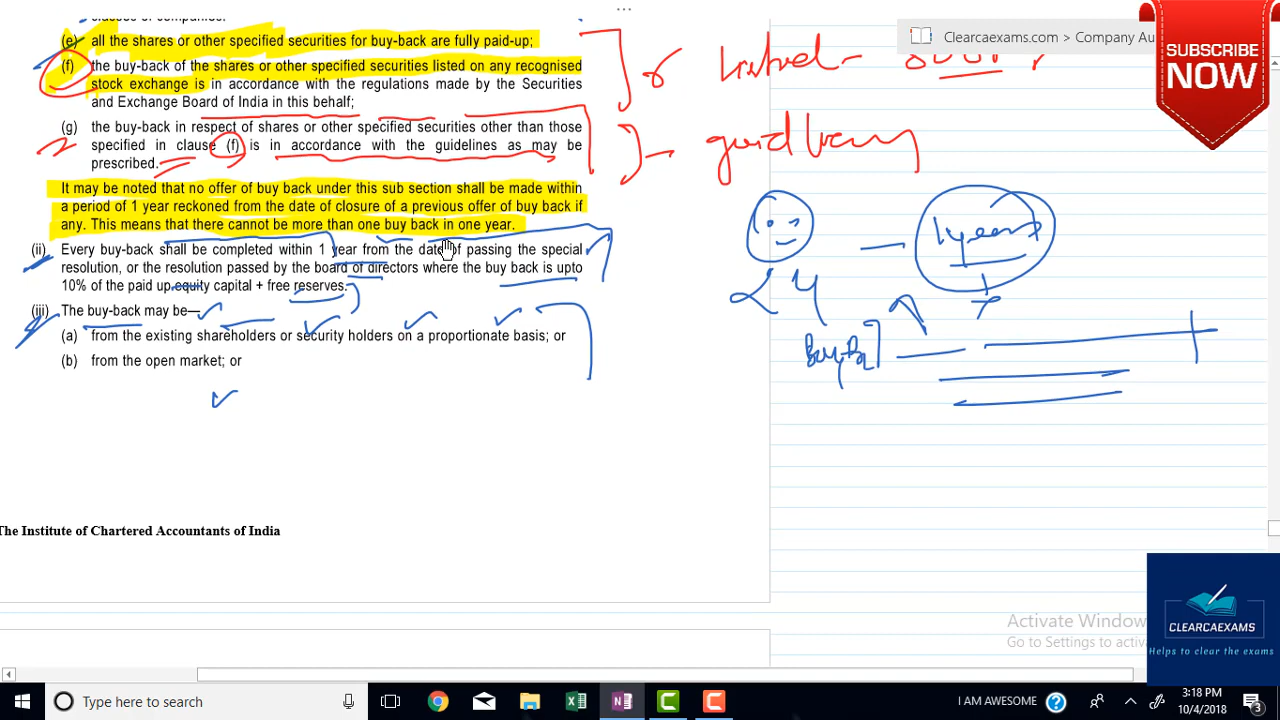 classes of companies.
(e) all the shares or other specified securities for buy-back are fully paid-up;
(f) the buy-back of the shares or other specified securities listed on any recognised
stock exchange is in accordance with the regulations made by the Securities
and Exchange Board of India in this behalf;
(g) the buy-back in respect of shares or other specified securities other than those
specified in clause (f) is in accordance with the guidelines as may be
prescribed.
It may be noted that no offer of buy back under this sub section shall be made within
a period of 1 year reckoned from the date of closure of a previous offer of buy back if
any. This means that there cannot be more than one buy back in one year.
(ii) Every buy-back shall be completed within 1 year from the date of passing the special
resolution, or the resolution passed by the board of directors where the buy back is upto
10% of the paid up equity capital + free reserves.
(iii) The buy-back may be—
(a) from the existing shareholders or security holders on a proportionate basis; or
(b) from the open market; or
The Institute of Chartered Accountants of India
1 year
Clearcaexams.com > Company Au
SUBSCRIBE
NOW
Activate Window
Go to Settings to activa
CLEARCAEXAMS
Helps to clear the exams
Type here to search
I AM AWESOME
3:18 PM
10/4/2018
3